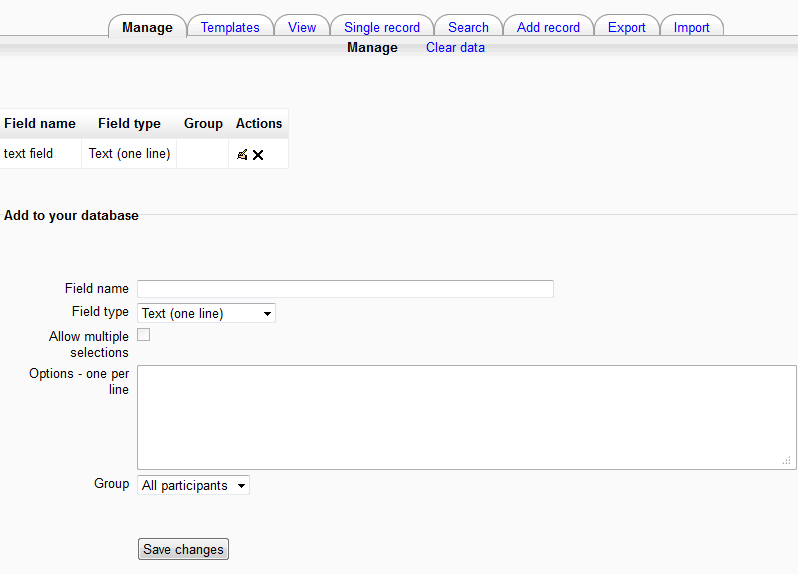 Manage Templates View Single record Search Add record Export Import
Manage Clear data
Field name Field type Group Actions
text field Text (one line)
Add to your database
Field name
Field type Text (one line)
Allow multiple
selections
Options - one per
line
Group All participants
Save changes